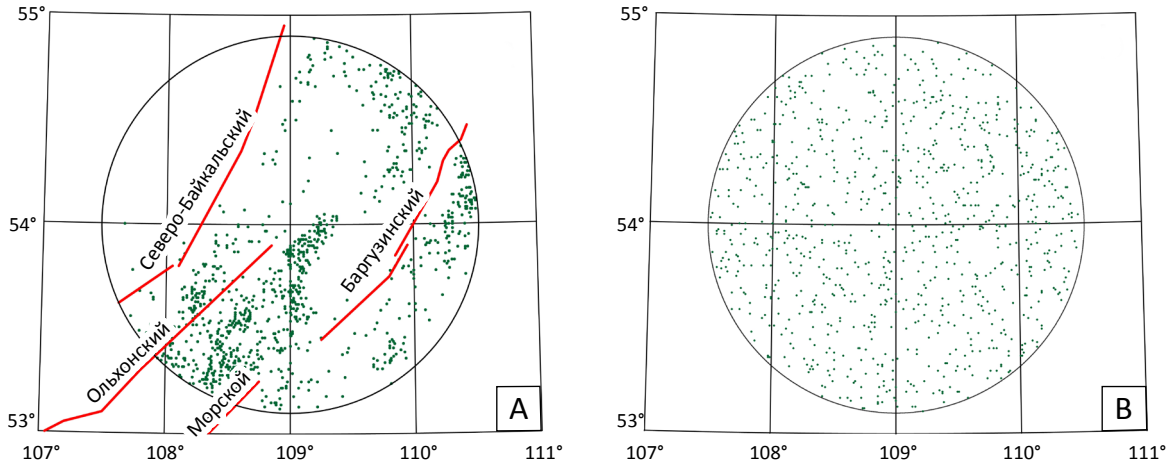 55°
54°
53°
107°
108°
109°
110°
111°
Северо-Байкальский
Ольхонский
Морской
Баргузинский
A
55°
54°
53°
107°
108°
109°
110°
111°
B